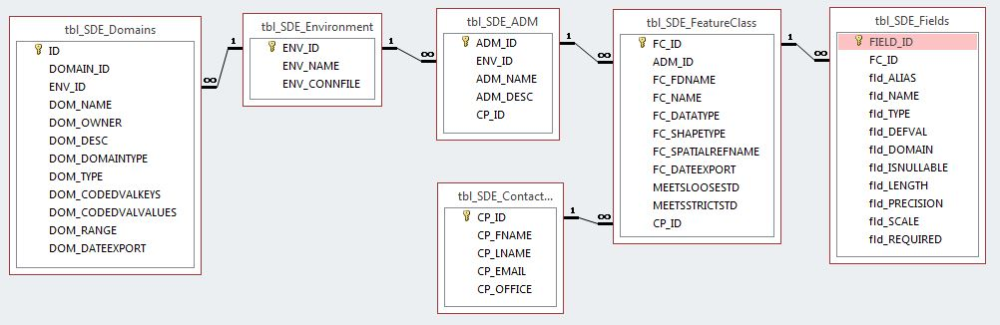 tbl_SDE_Domains
ID
DOMAIN_ID
ENV_ID
DOM_NAME
DOM_OWNER
DOM_DESC
DOM_DOMAINTYPE
DOM_TYPE
DOM_CODEDVALKEYS
DOM_CODEDVALVALUES
DOM_RANGE
DOM_DATEEXPORT
1
∞
tbl_SDE_Environment
ENV_ID
ENV_NAME
ENV_CONNFILE
1
∞
tbl_SDE_ADM
ADM_ID
ENV_ID
ADM_NAME
ADM_DESC
CP_ID
1
∞
tbl_SDE_Contact...
CP_ID
CP_FNAME
CP_LNAME
CP_EMAIL
CP_OFFICE
1
∞
tbl_SDE_FeatureClass
FC_ID
ADM_ID
FC_FDNAME
FC_NAME
FC_DATATYPE
FC_SHAPETYPE
FC_SPATIALREFNAME
FC_DATEEXPORT
MEETSLOOSESTD
MEETSSTRICTSTD
CP_ID
1
∞
tbl_SDE_Fields
FIELD_ID
FC_ID
fld_ALIAS
fld_NAME
fld_TYPE
fld_DEFVAL
fld_DOMAIN
fld_ISNULLABLE
fld_LENGTH
fld_PRECISION
fld_SCALE
fld_REQUIRED